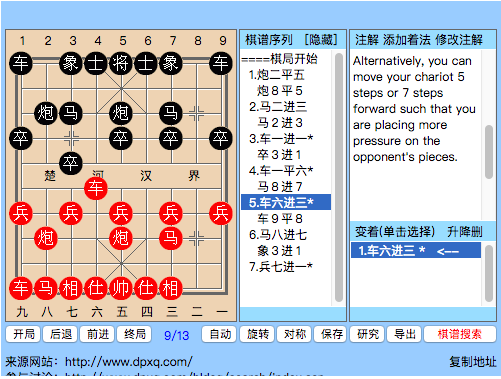 1 2 3 4 5 6 7 8 9
车 象 士 将 士 象 车
炮 马 炮 马
卒 卒 卒 卒
卒
楚 河 汉 界
车
兵 兵 兵 兵 兵
炮 炮 马
车 马 相 仕 帅 仕 相
九 八 七 六 五 四 三 二 一
棋谱序列 [隐藏]
====棋局开始
1.炮二平五
炮８平５
2.马二进三
马２进３
3.车一进一*
卒３进１
4.车一平六*
马８进７
5.车六进三*
车９平８
6.马八进七
象３进１
7.兵七进一*
注解 添加着法 修改注解
Alternatively, you can
move your chariot 5
steps or 7 steps
forward such that you
are placing more
pressure on the
opponent's pieces.
变着(单击选择) 升降删
1.车六进三 * <--
开局 后退 前进 终局 9/13 自动 旋转 对称 保存 研究 导出 棋谱搜索
来源网站：http://www.dpxq.com/ 复制地址